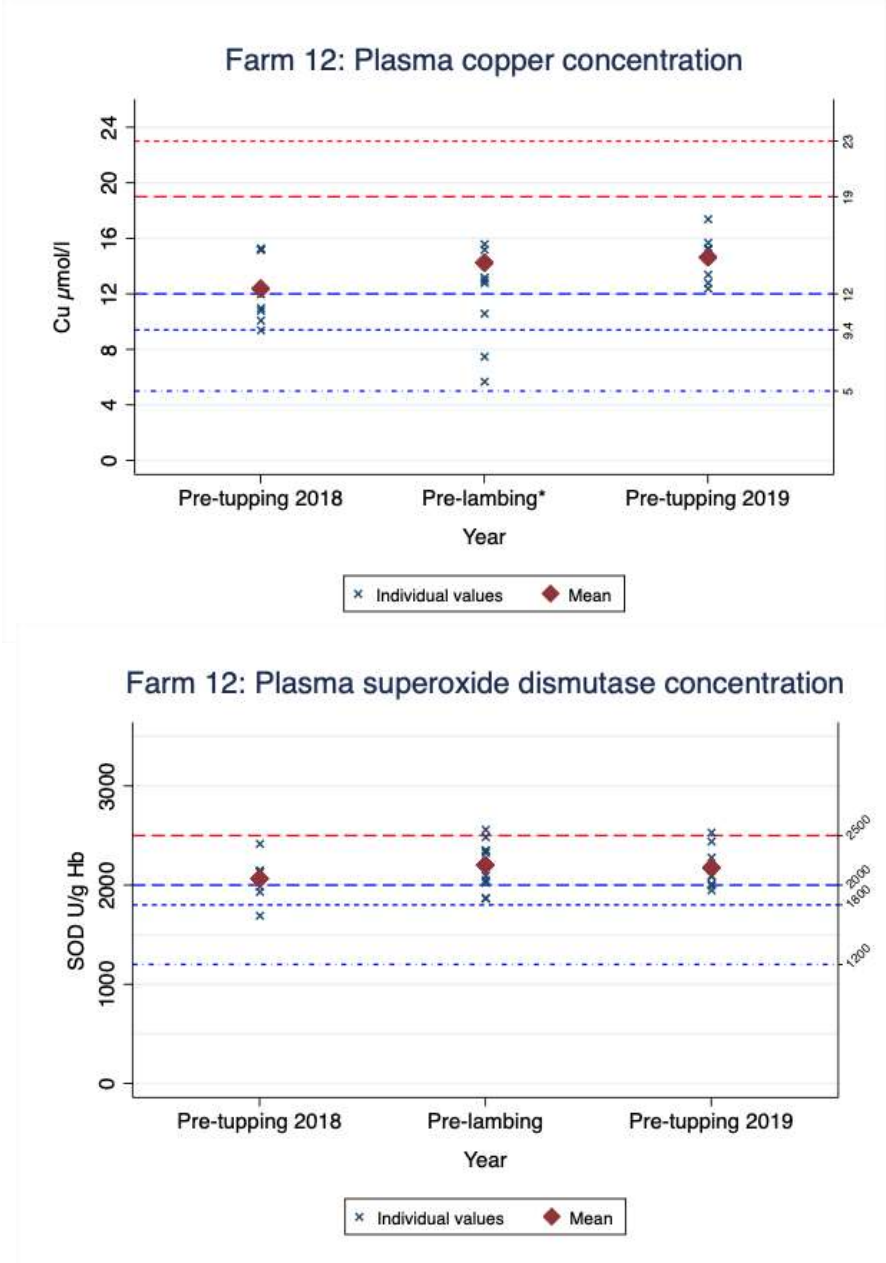 Farm 12: Plasma copper concentration
Cu µmol/l
24
20
16
12
8
4
0
23
19
12
9.4
5
Pre-tupping 2018 Pre-lambing* Pre-tupping 2019
Year
Individual values Mean
Farm 12: Plasma superoxide dismutase concentration
SOD U/g Hb
3000
2000
1000
0
2500
2000
1800
1200
Pre-tupping 2018 Pre-lambing Pre-tupping 2019
Year
Individual values Mean